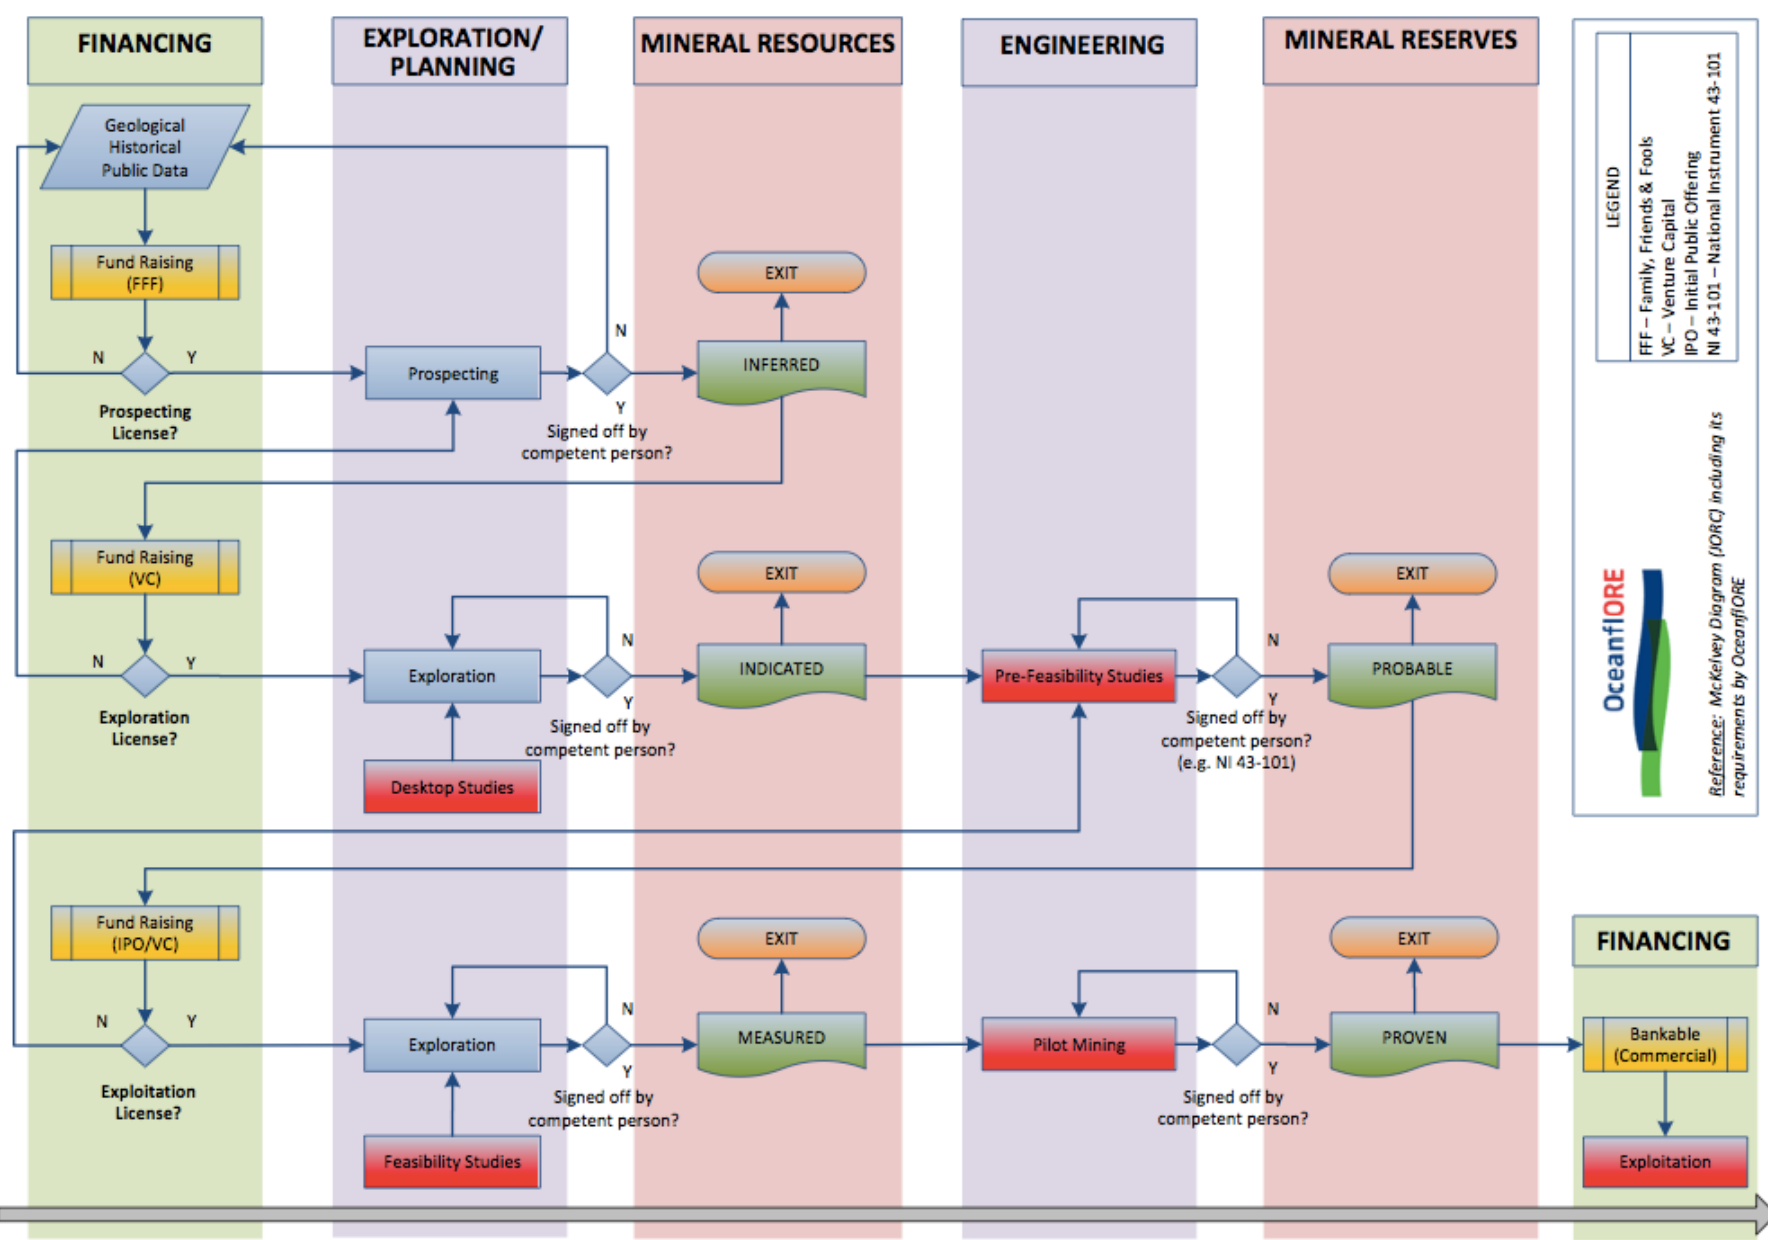 FINANCING
EXPLORATION/
PLANNING
MINERAL RESOURCES
ENGINEERING
MINERAL RESERVES
Geological
Historical
Public Data
Fund Raising
(FFF)
N
Y
Prospecting
License?
Prospecting
N
Y
Signed off by
competent person?
EXIT
INFERRED
Fund Raising
(VC)
N
Y
Exploration
License?
Exploration
Desktop Studies
N
Y
Signed off by
competent person?
EXIT
INDICATED
Pre-Feasibility Studies
N
Y
Signed off by
competent person?
(e.g. NI 43-101)
EXIT
PROBABLE
Fund Raising
(IPO/VC)
N
Y
Exploitation
License?
Exploration
Feasibility Studies
N
Y
Signed off by
competent person?
EXIT
MEASURED
Pilot Mining
N
Y
Signed off by
competent person?
EXIT
PROVEN
FINANCING
Bankable
(Commercial)
Exploitation
LEGEND
FFF – Family, Friends & Fools
VC – Venture Capital
IPO – Initial Public Offering
NI 43-101 – National Instrument 43-101
OceanflORE
Reference: McKelvey Diagram (JORC) including its
requirements by OceanflORE